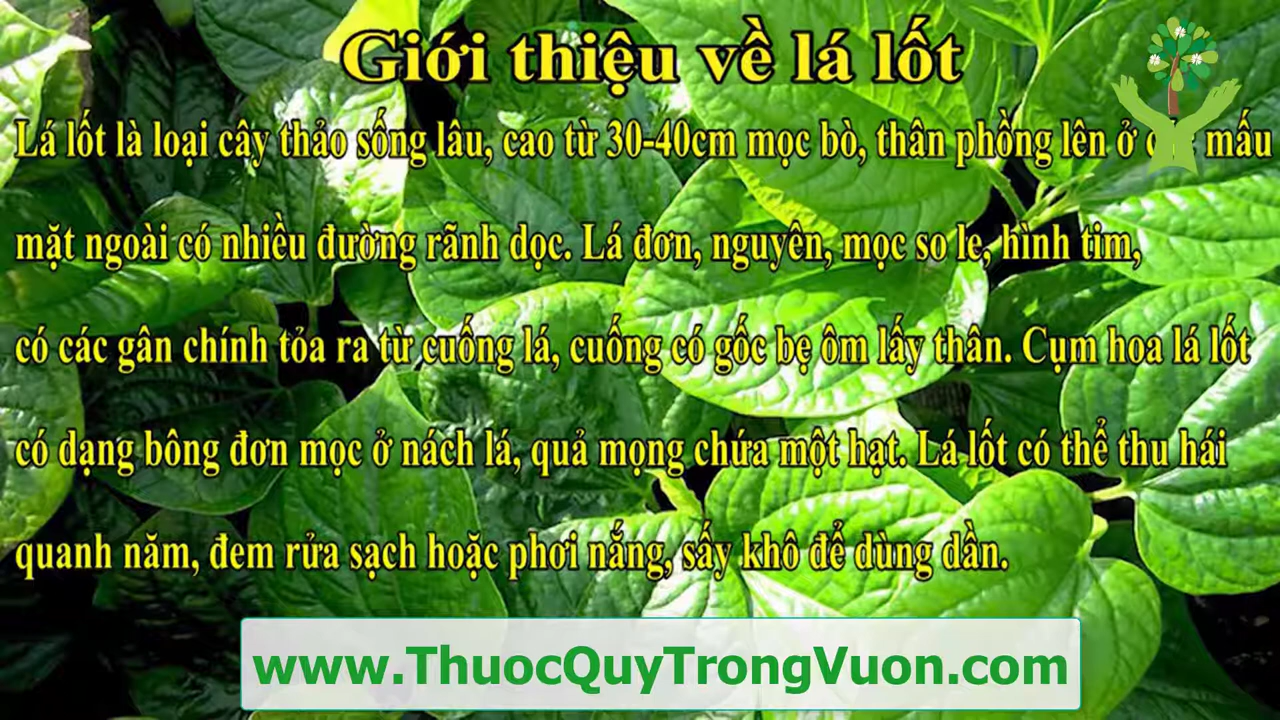 Giới thiệu về lá lốt
Lá lốt là loại cây thảo sống lâu, cao từ 30-40cm mọc bò, thân phồng lên ở mấu
mặt ngoài có nhiều đường rãnh dọc. Lá đơn, nguyên, mọc so le, hình tim,
có các gân chính tỏa ra từ cuống lá, cuống có gốc bẹ ôm lấy thân. Cụm hoa lá lốt
có dạng bông đơn mọc ở nách lá, quả mọng chứa một hạt. Lá lốt có thể thu hái
quanh năm, đem rửa sạch hoặc phơi nắng, sấy khô để dùng dần.
www.ThuocQuyTrongVuon.com